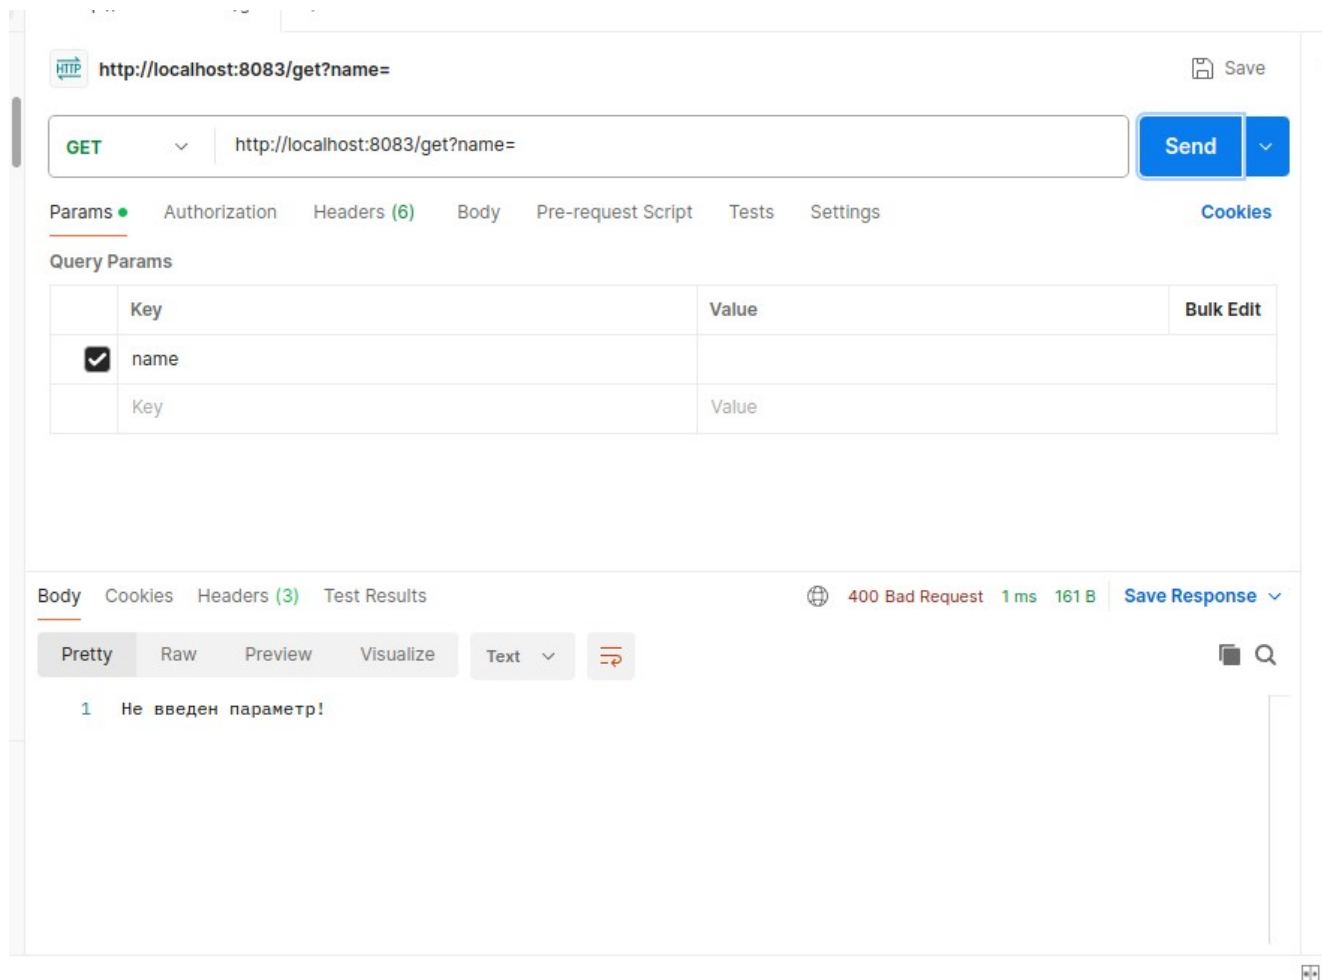 HTTP http://localhost:8083/get?name= Save
GET http://localhost:8083/get?name= Send
Params Authorization Headers (6) Body Pre-request Script Tests Settings Cookies
Query Params
Key Value Bulk Edit
name
Key Value
Body Cookies Headers (3) Test Results 400 Bad Request 1 ms 161 B Save Response
Pretty Raw Preview Visualize Text
1 Не введен параметр!